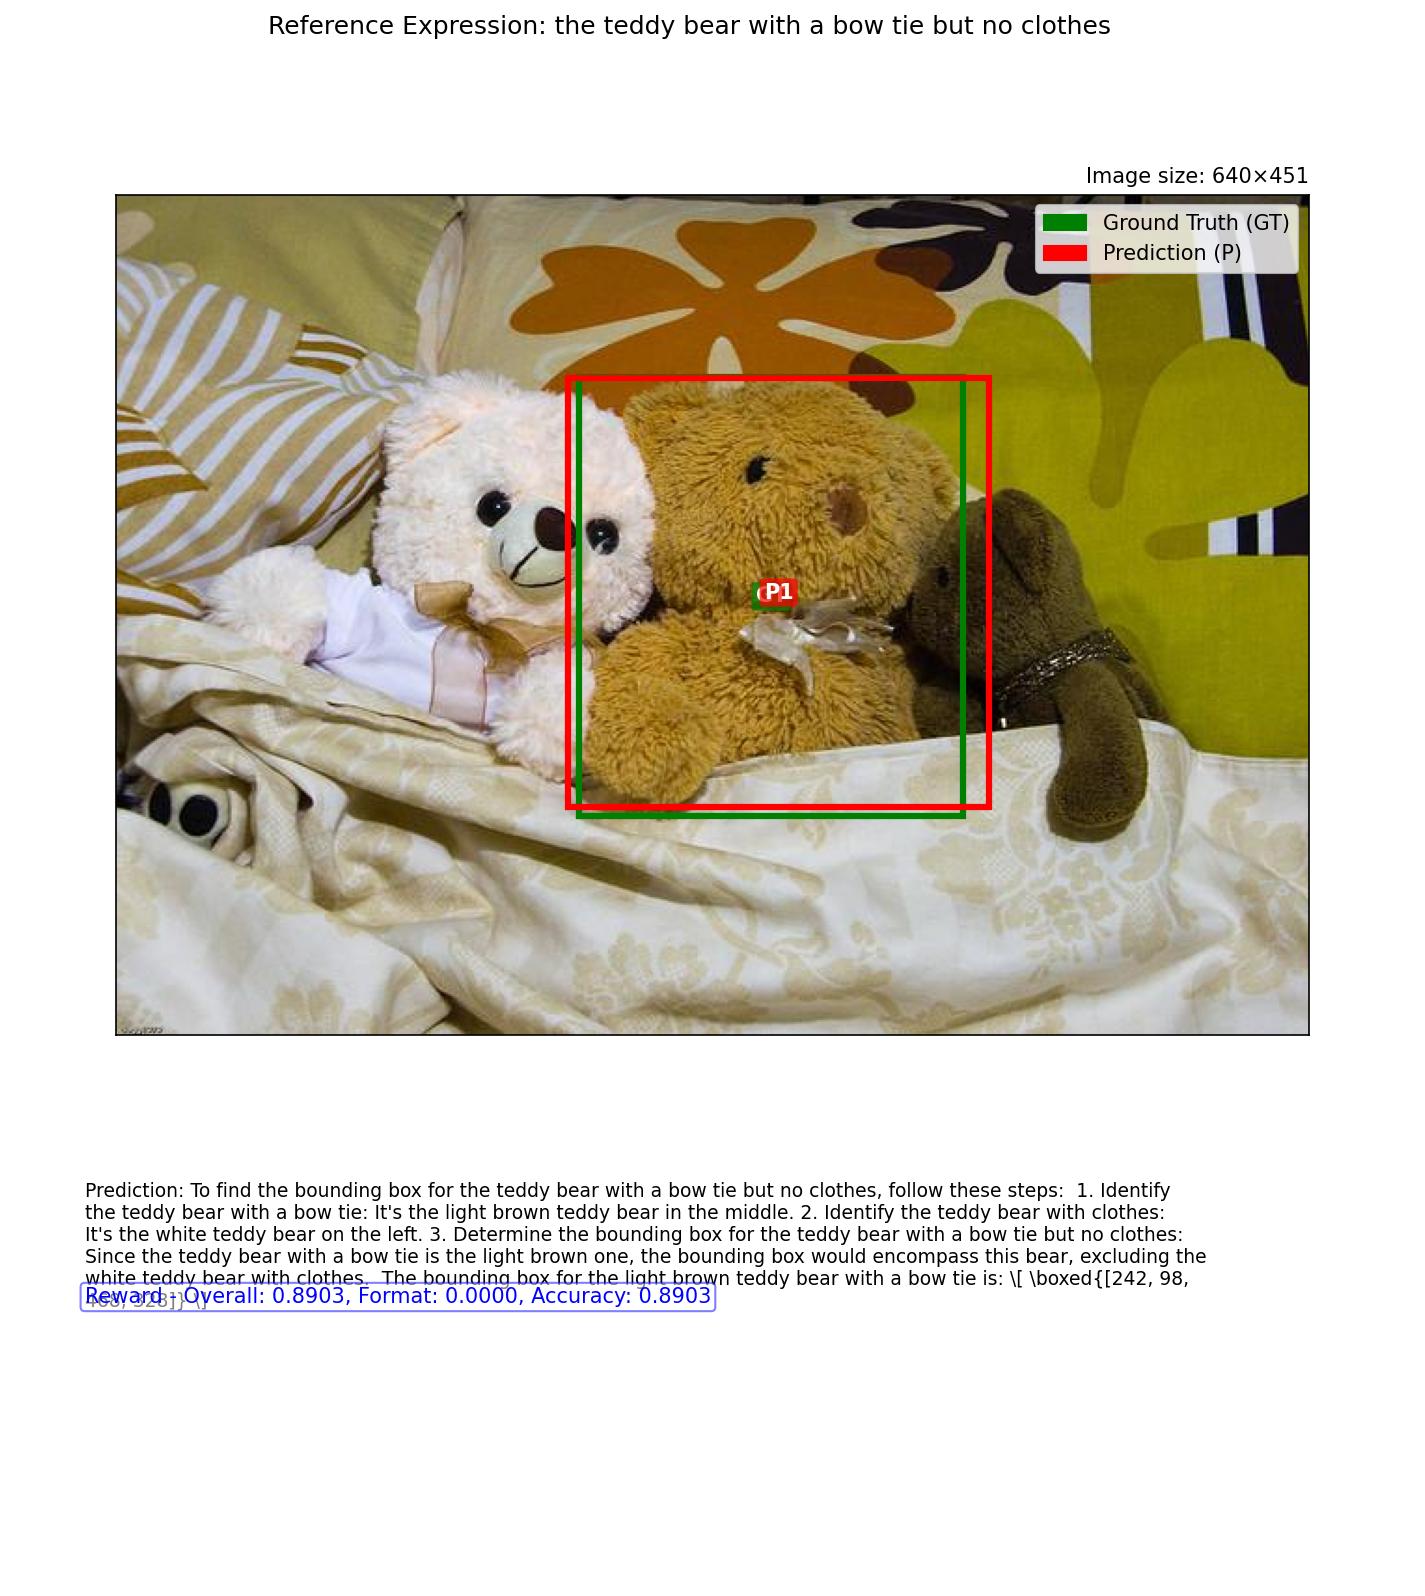 Reference Expression: the teddy bear with a bow tie but no clothes
Image size: 640×451
Ground Truth (GT)
Prediction (P)
P1
Prediction: To find the bounding box for the teddy bear with a bow tie but no clothes, follow these steps:  1. Identify
the teddy bear with a bow tie: It's the light brown teddy bear in the middle. 2. Identify the teddy bear with clothes:
It's the white teddy bear on the left. 3. Determine the bounding box for the teddy bear with a bow tie but no clothes:
Since the teddy bear with a bow tie is the light brown one, the bounding box would encompass this bear, excluding the
white teddy bear with clothes.  The bounding box for the light brown teddy bear with a bow tie is: \[ \boxed{[242, 98,
468, 328]} \]
Reward - Overall: 0.8903, Format: 0.0000, Accuracy: 0.8903